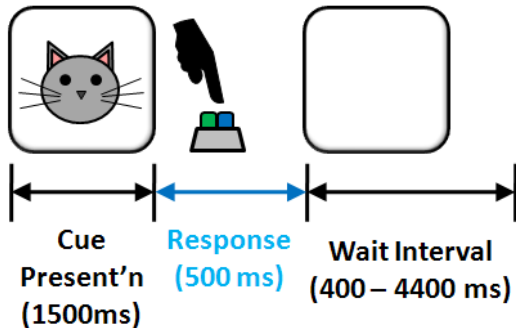 Cue
Present'n
(1500ms)
Response
(500 ms)
Wait Interval
(400 – 4400 ms)